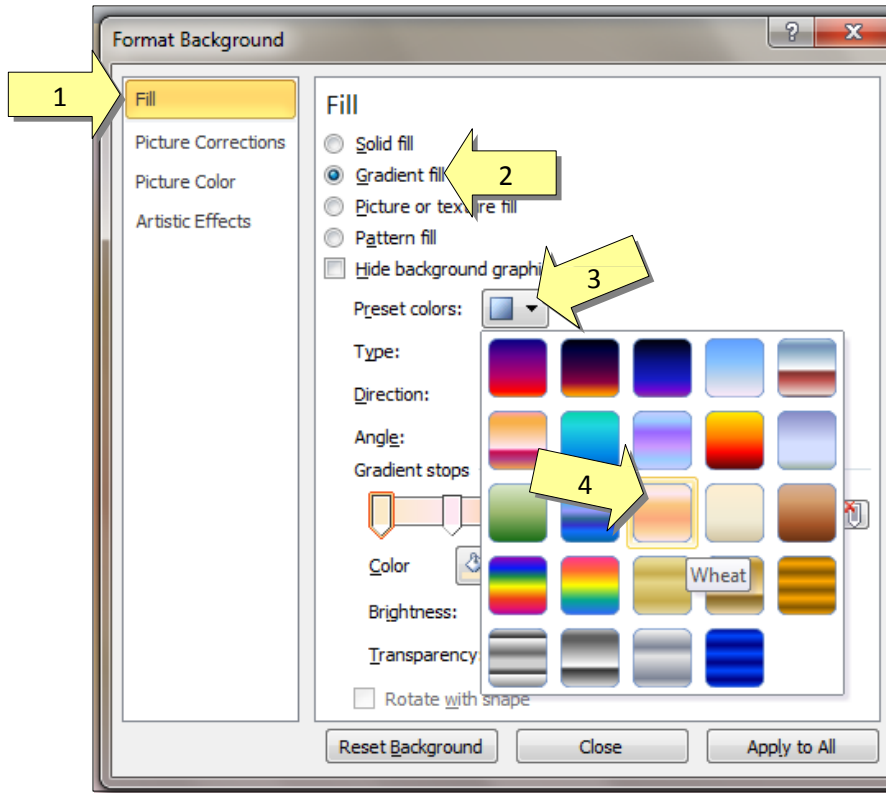 Format Background
?
X
1
Fill
Picture Corrections
Picture Color
Artistic Effects
Fill
Solid fill
Gradient fill
2
Picture or texture fill
Pattern fill
Hide background graphi
3
Preset colors:
Type:
Direction:
Angle:
Gradient stops
4
Color
Wheat
Brightness:
Transparency
Rotate with shape
Reset Background
Close
Apply to All